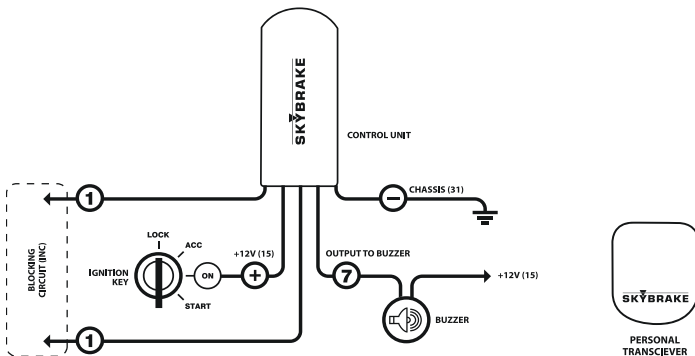 SKYBRAKE
CONTROL UNIT
1
−
CHASSIS (31)
BLOCKING
CIRCUIT (INC)
LOCK
ACC
IGNITION
KEY
ON
START
+12V (15)
+
OUTPUT TO BUZZER
7
+12V (15)
BUZZER
1
SKYBRAKE
PERSONAL
TRANSCIEVER